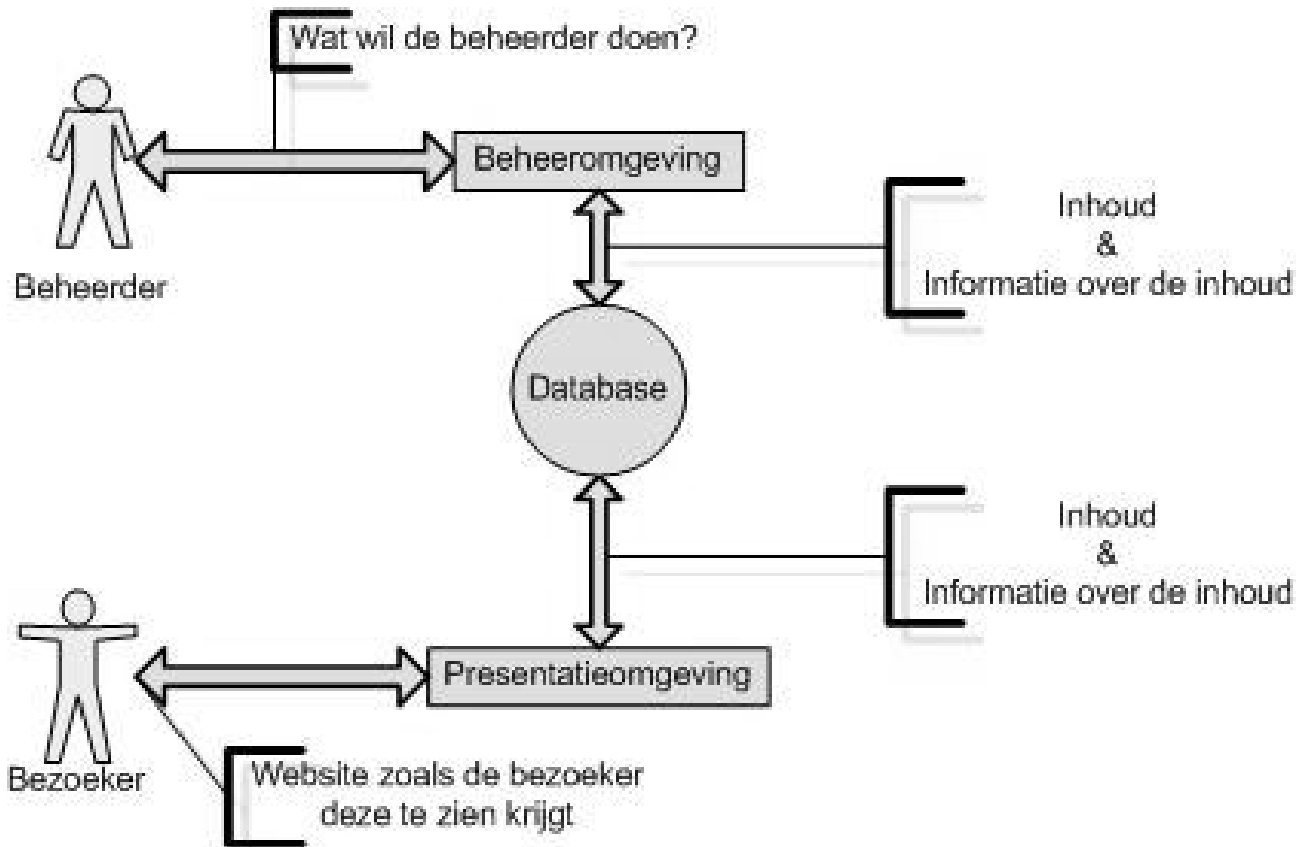 Wat wil de beheerder doen?
Beheeromgeving
Inhoud
&
Informatie over de inhoud
Beheerder
Database
Inhoud
&
Informatie over de inhoud
Presentatieomgeving
Bezoeker
Website zoals de bezoeker
deze te zien krijgt